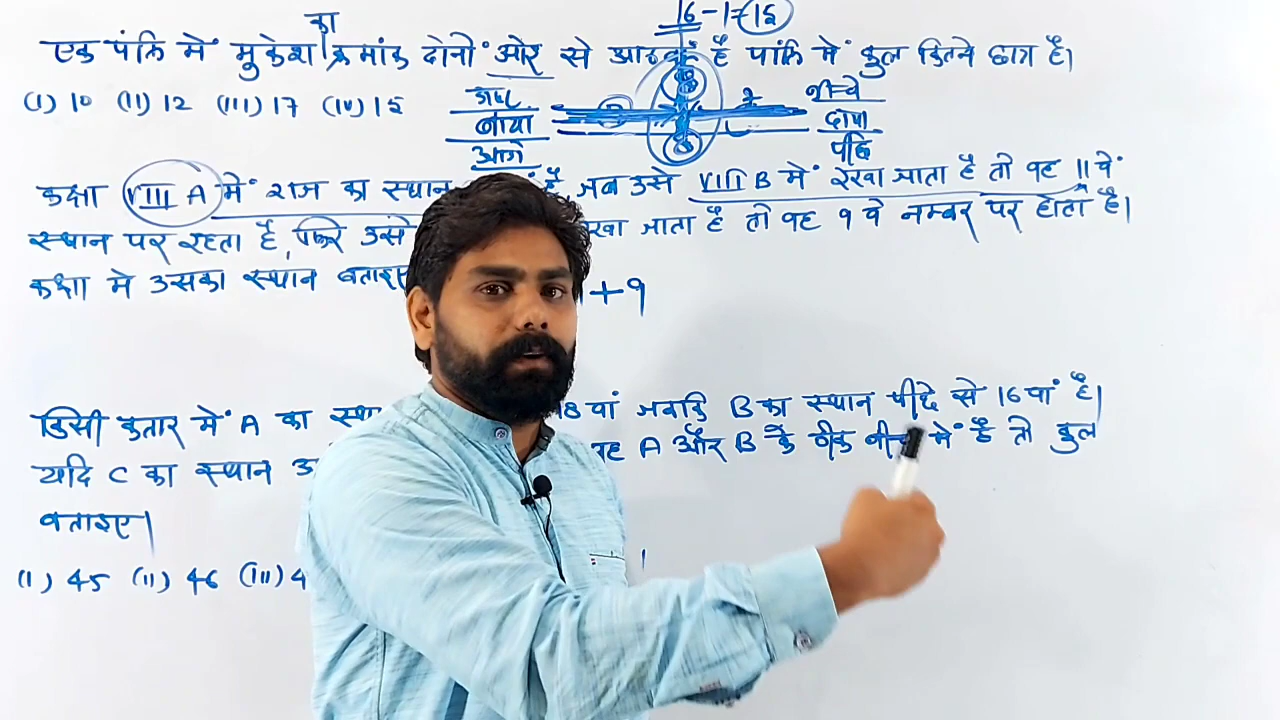 16-1=15
एक पंक्ति में मुकेश का क्रमांक दोनों ओर से आठवाँ है पंक्ति में कुल कितने छात्र है।
(I) 10 (II) 12 (III) 17 (IV) 15
ऊपर नीचे
बायां दायां
आगे पीछे
कक्षा VIII A में राज का स्थान है, जब उसे VIII B में रखा जाता है तो वह 11 वें
स्थान पर रहता है, फिर उसे रखा जाता है तो वह 9 वे नम्बर पर होता है।
कक्षा में उसका स्थान बताइए
+9
किसी कतार में A का स्था 18 वां जबकि B का स्थान पीछे से 16 वां है।
यदि C का स्थान वह A और B के ठीक बीच में है तो कुल
बताइए।
(I) 45 (II) 46 (III) 4